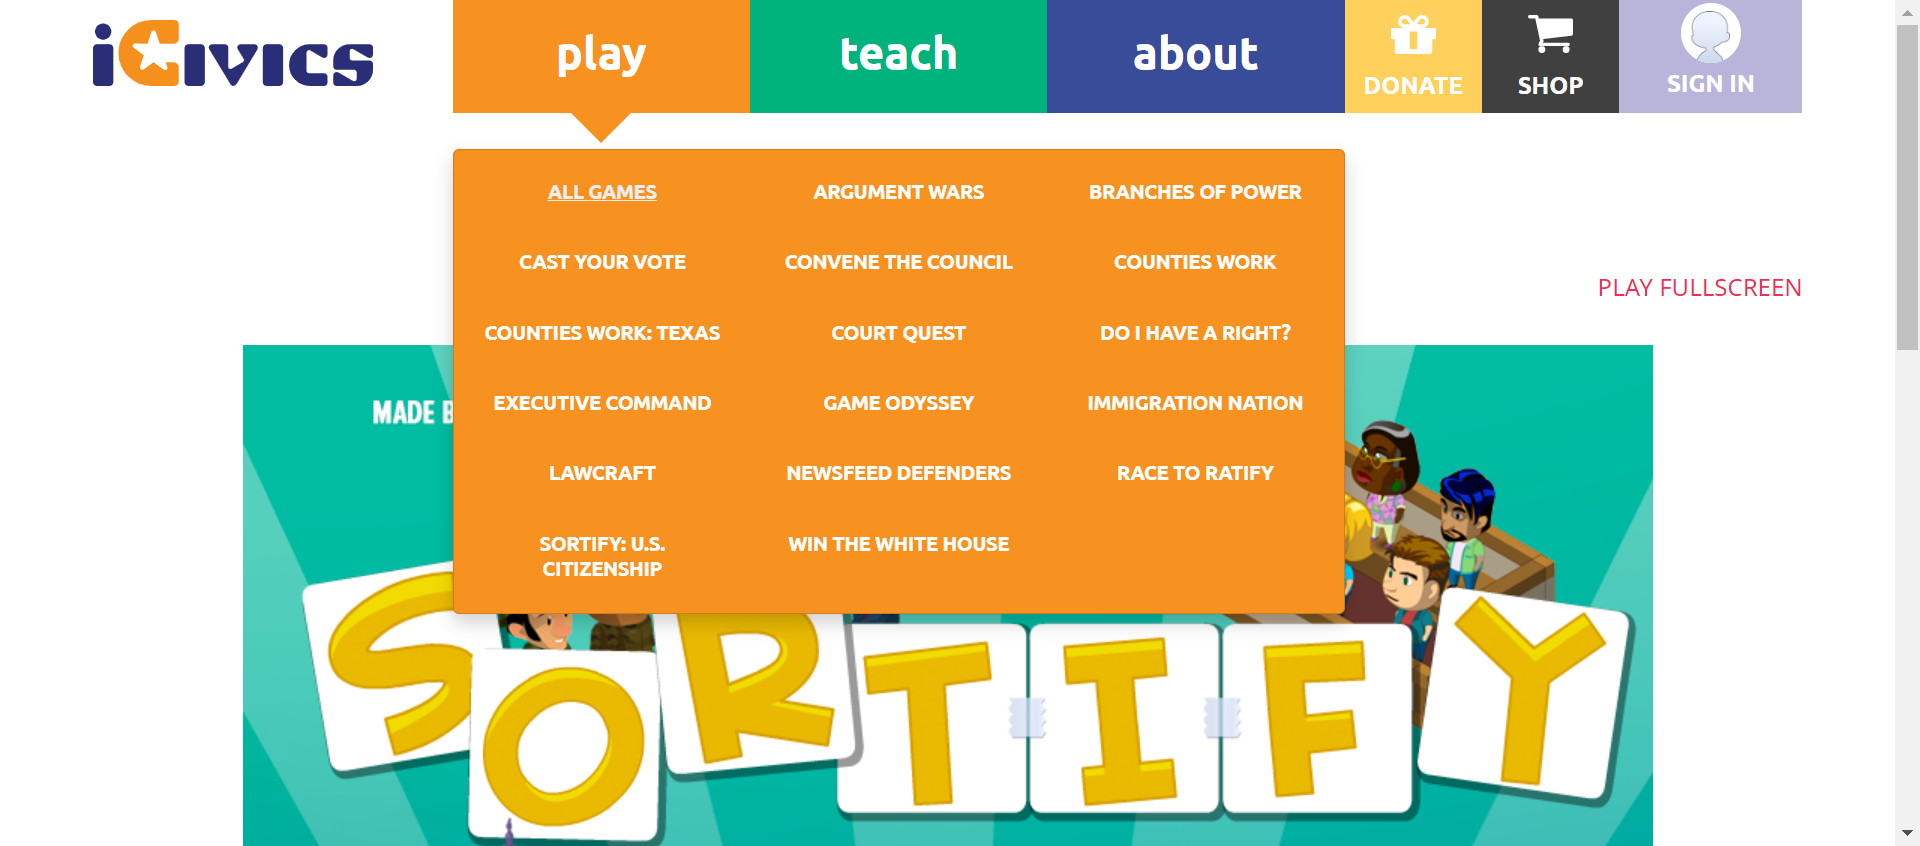 iCivics
play
teach
about
DONATE
SHOP
SIGN IN
ALL GAMES
ARGUMENT WARS
BRANCHES OF POWER
CAST YOUR VOTE
CONVENE THE COUNCIL
COUNTIES WORK
PLAY FULLSCREEN
COUNTIES WORK: TEXAS
COURT QUEST
DO I HAVE A RIGHT?
MADE B
EXECUTIVE COMMAND
GAME ODYSSEY
IMMIGRATION NATION
LAWCRAFT
NEWSFEED DEFENDERS
RACE TO RATIFY
SORTIFY: U.S.
CITIZENSHIP
WIN THE WHITE HOUSE
SORTIFY